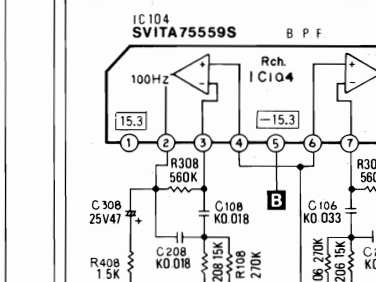 IC104
SVITA75559S
B P F
Rch.
IC104
100Hz
+
-
+
-
15.3
-15.3
1 2 3 4 5 6 7
R308
560K
R30
560
C308
25V47
+
C108
K0.018
B
C106
K0.033
C208
K0.018
R408
1.5K
208 15K
R108
270K
06 270K
206 15K